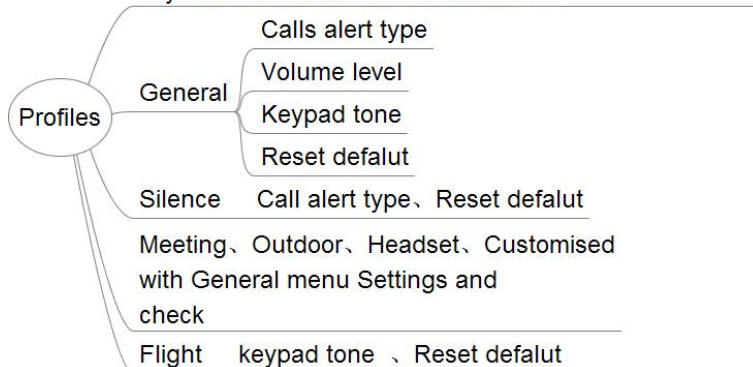 Calls alert type
Volume level
General
Profiles
Keypad tone
Reset defalut
Silence Call alert type、Reset defalut
Meeting、Outdoor、Headset、Customised
with General menu Settings and
check
Flight keypad tone 、Reset defalut